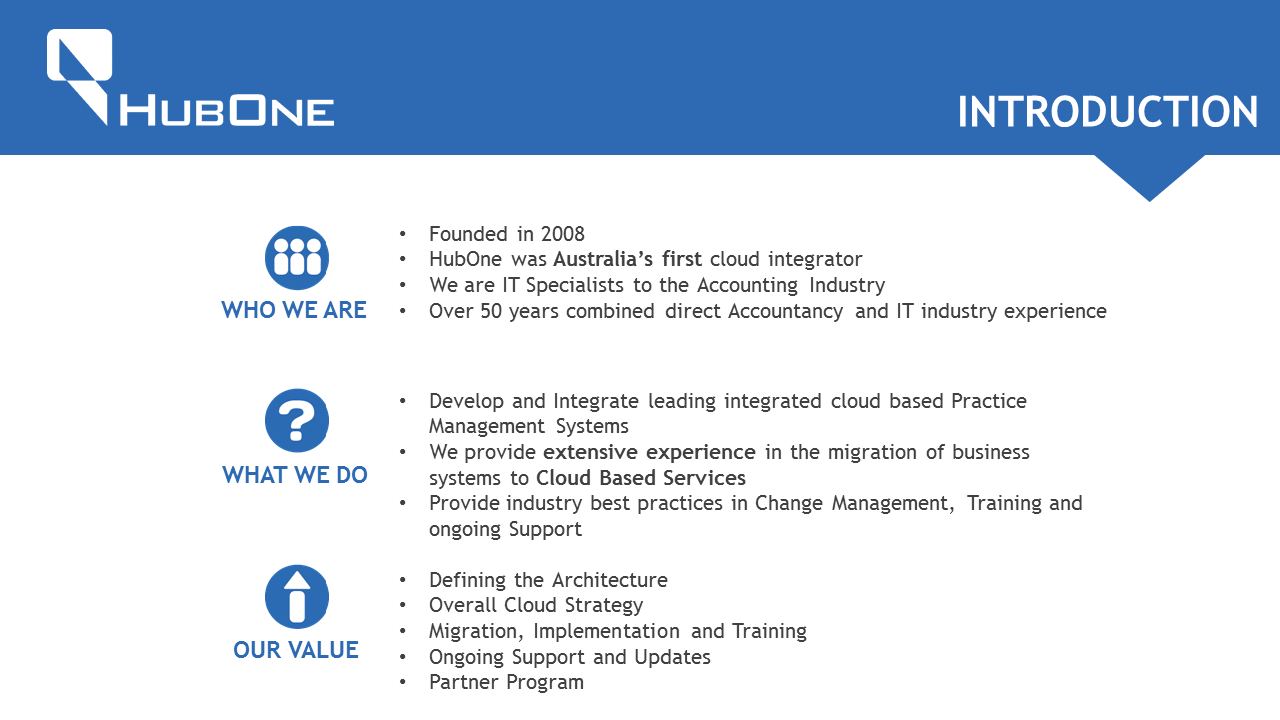 HUBONE
INTRODUCTION
WHO WE ARE
• Founded in 2008
• HubOne was Australia’s first cloud integrator
• We are IT Specialists to the Accounting Industry
• Over 50 years combined direct Accountancy and IT industry experience
WHAT WE DO
• Develop and Integrate leading integrated cloud based Practice
Management Systems
• We provide extensive experience in the migration of business
systems to Cloud Based Services
• Provide industry best practices in Change Management, Training and
ongoing Support
OUR VALUE
• Defining the Architecture
• Overall Cloud Strategy
• Migration, Implementation and Training
• Ongoing Support and Updates
• Partner Program